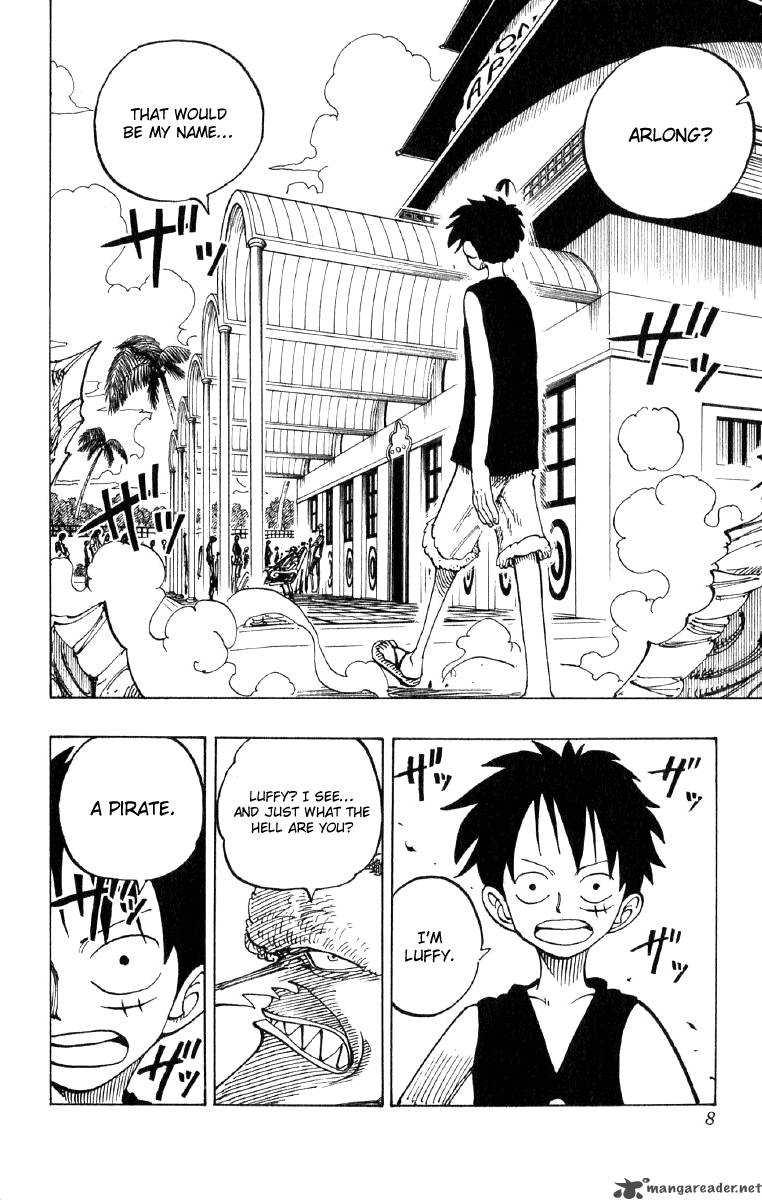 ARLONG?
ザッ
THAT WOULD
BE MY NAME...
ザッ
ザッ
ザッ
ザッ
I'M
LUFFY.
LUFFY? I SEE...
AND JUST WHAT THE
HELL ARE YOU?
A PIRATE.
ザッ
ザッ
8
mangareader.net